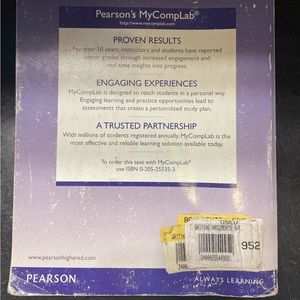 Pearson's MyCompLab®
http://www.mycomplab.com
PROVEN RESULTS
For over 10 years, instructors and students have reported
better grades through increased engagement and
real-time insights into progress.
ENGAGING EXPERIENCES
MyCompLab is designed to reach students in a personal way.
Engaging learning and practice opportunities lead to
assessments that create a personalized study plan.
A TRUSTED PARTNERSHIP
With millions of students registered annually, MyCompLab is the
most effective and reliable learning solution available today.
To order this text with MyCompLab®
use ISBN 0-205-25535-3.
USED
WRITING ARGUMENTS
952
www.pearsonhighered.com
PEARSON
ALWAYS LEARNING